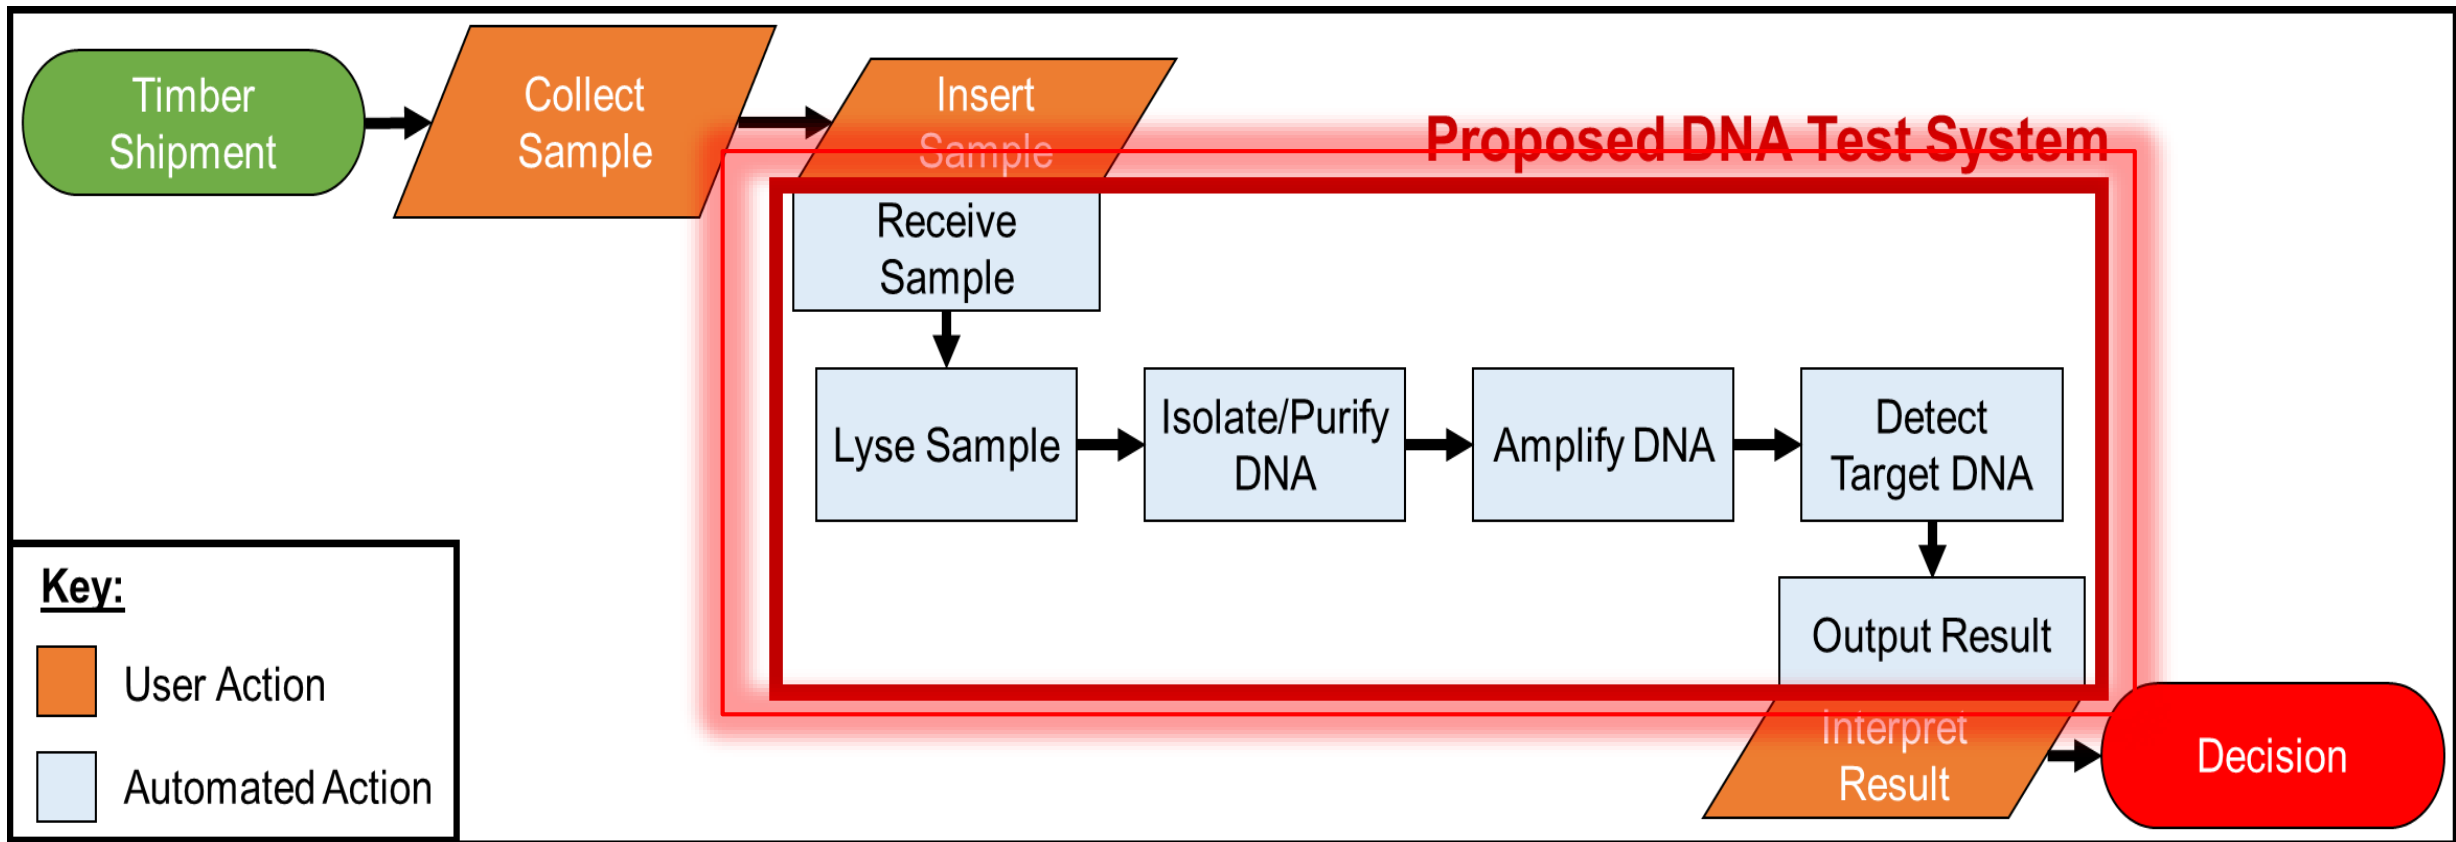 Timber
Shipment
Collect
Sample
Insert
Sample
Proposed DNA Test System
Receive
Sample
Lyse Sample
Isolate/Purify
DNA
Amplify DNA
Detect
Target DNA
Output Result
Interpret
Result
Decision
Key:
User Action
Automated Action